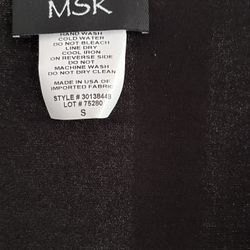 MSK
HAND WASH
COLD WATER
DO NOT BLEACH
LINE DRY
COOL IRON
ON REVERSE SIDE
DO NOT
MACHINE WASH
DO NOT DRY CLEAN
MADE IN USA OF
IMPORTED FABRIC
STYLE # 3013844B
LOT # 75280
S